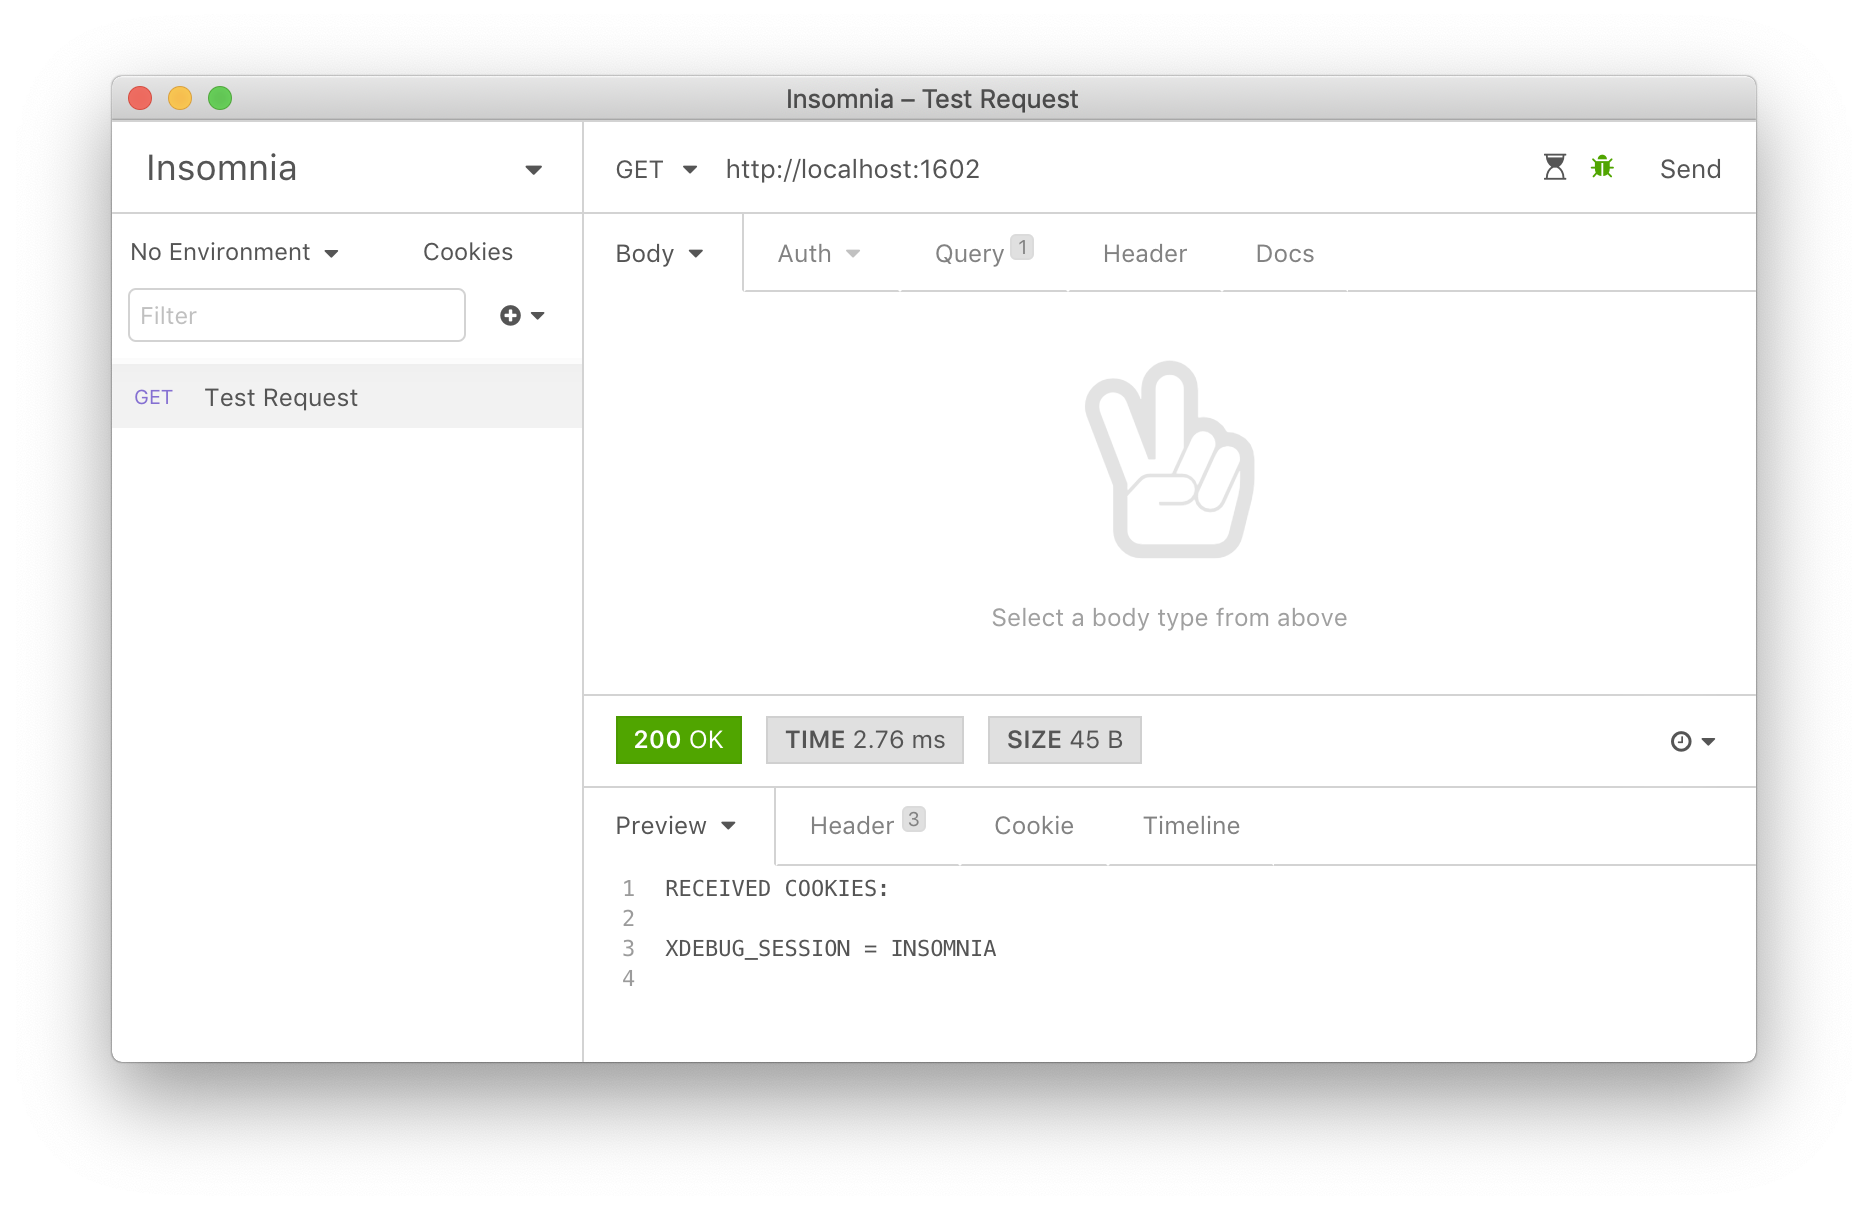 Insomnia – Test Request
Insomnia
GET http://localhost:1602 Send
No Environment Cookies
Filter
GET Test Request
Body Auth Query 1 Header Docs
Select a body type from above
200 OK TIME 2.76 ms SIZE 45 B
Preview Header 3 Cookie Timeline
1 RECEIVED COOKIES:
2
3 XDEBUG_SESSION = INSOMNIA
4